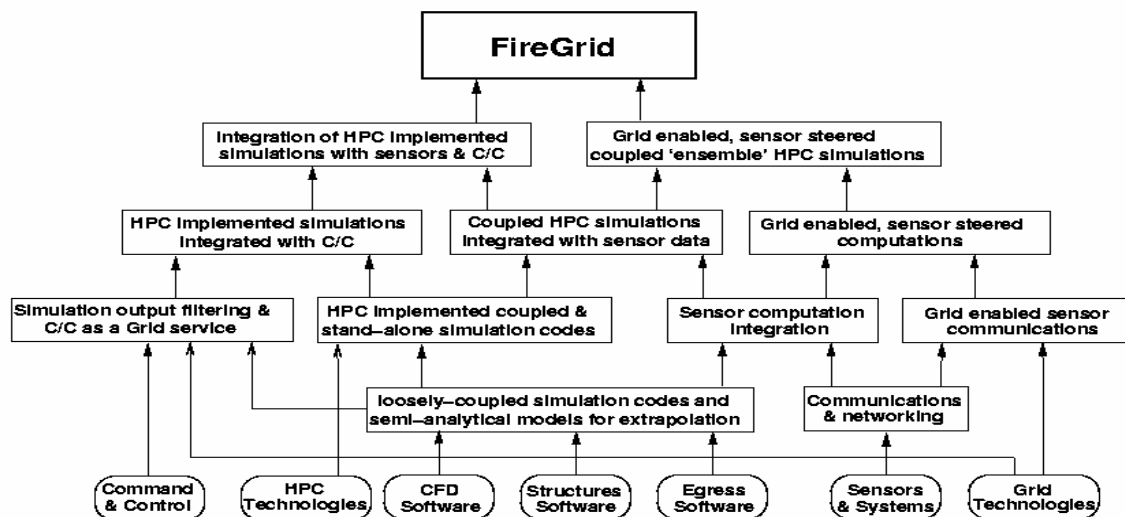 FireGrid
Integration of HPC implemented
simulations with sensors & C/C
Grid enabled, sensor steered
coupled ‘ensemble’ HPC simulations
HPC implemented simulations
integrated with C/C
Coupled HPC simulations
integrated with sensor data
Grid enabled, sensor steered
computations
Simulation output filtering &
C/C as a Grid service
HPC implemented coupled &
stand–alone simulation codes
Sensor computation
integration
Grid enabled sensor
communications
loosely–coupled simulation codes and
semi–analytical models for extrapolation
Communications
& networking
Command
& Control
HPC
Technologies
CFD
Software
Structures
Software
Egress
Software
Sensors
& Systems
Grid
Technologies